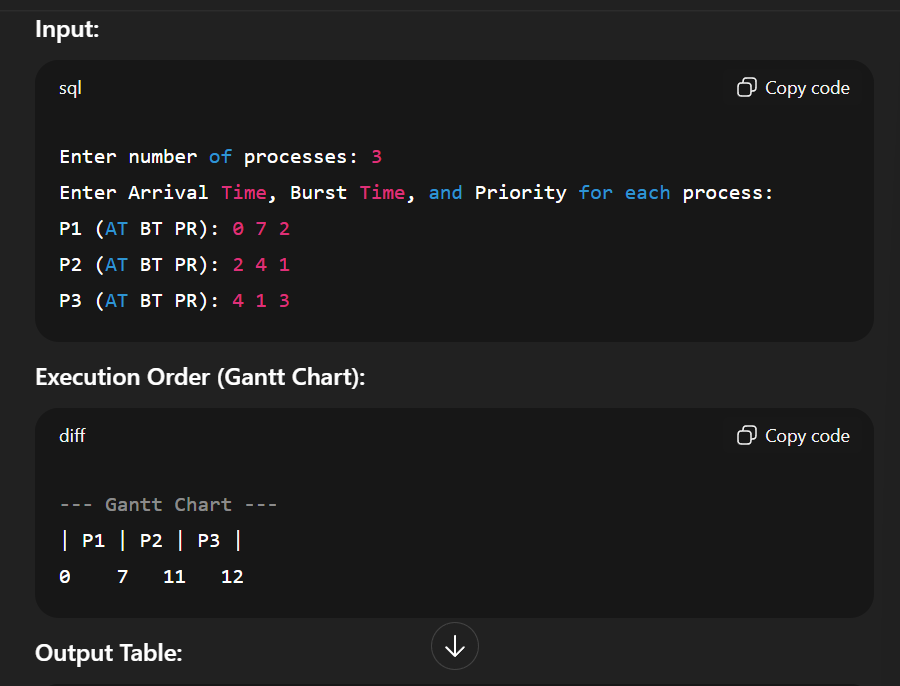 Input:
sql
Copy code
Enter number of processes: 3
Enter Arrival Time, Burst Time, and Priority for each process:
P1 (AT BT PR): 0 7 2
P2 (AT BT PR): 2 4 1
P3 (AT BT PR): 4 1 3
Execution Order (Gantt Chart):
diff
Copy code
--- Gantt Chart ---
| P1 | P2 | P3 |
0    7   11   12
Output Table: